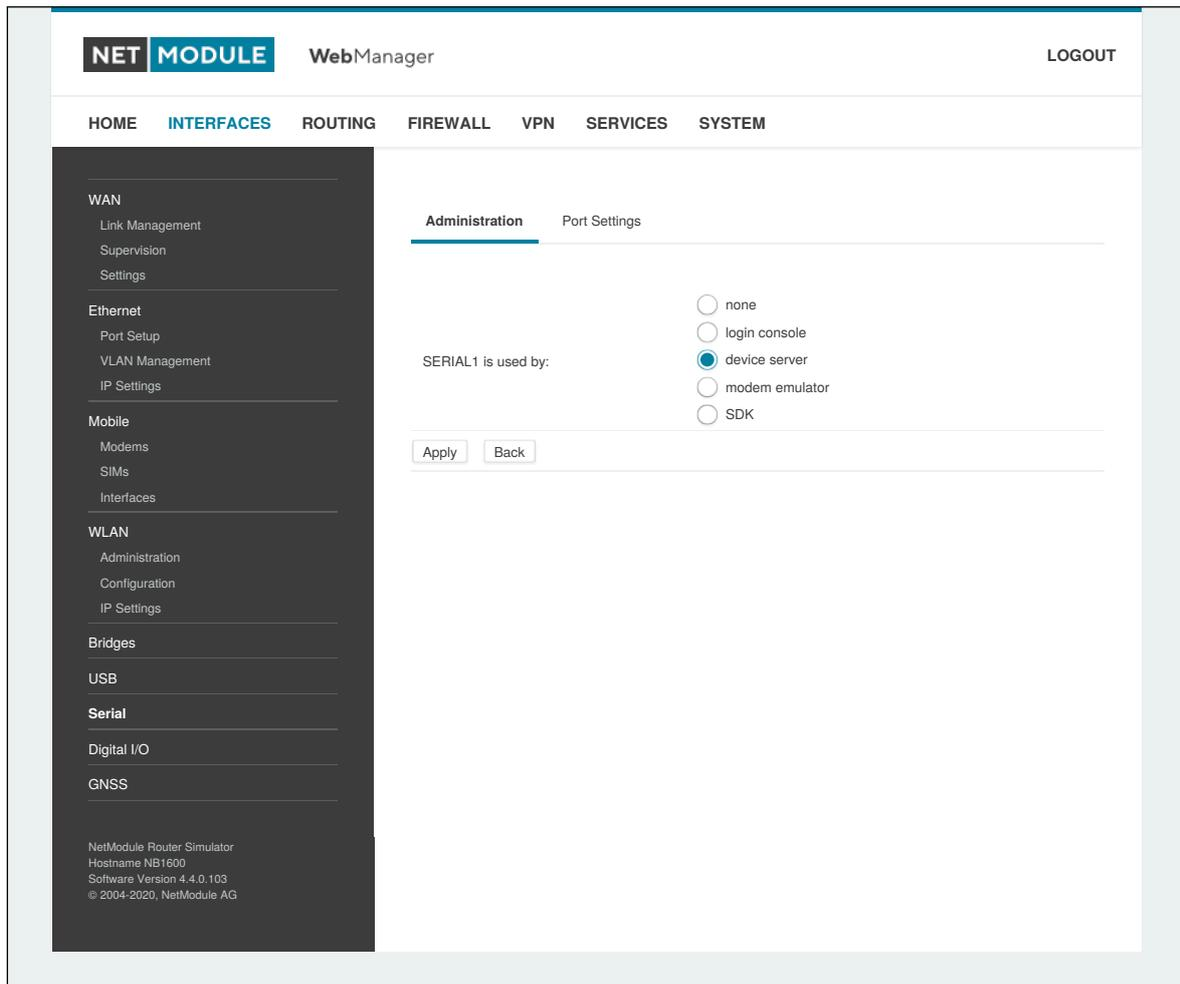 NET MODULE WebManager LOGOUT
HOME INTERFACES ROUTING FIREWALL VPN SERVICES SYSTEM
WAN
Link Management
Supervision
Settings
Ethernet
Port Setup
VLAN Management
IP Settings
Mobile
Modems
SIMs
Interfaces
WLAN
Administration
Configuration
IP Settings
Bridges
USB
Serial
Digital I/O
GNSS
NetModule Router Simulator
Hostname NB1600
Software Version 4.4.0.103
© 2004-2020, NetModule AG
Administration Port Settings
SERIAL1 is used by:
none
login console
device server
modem emulator
SDK
Apply Back